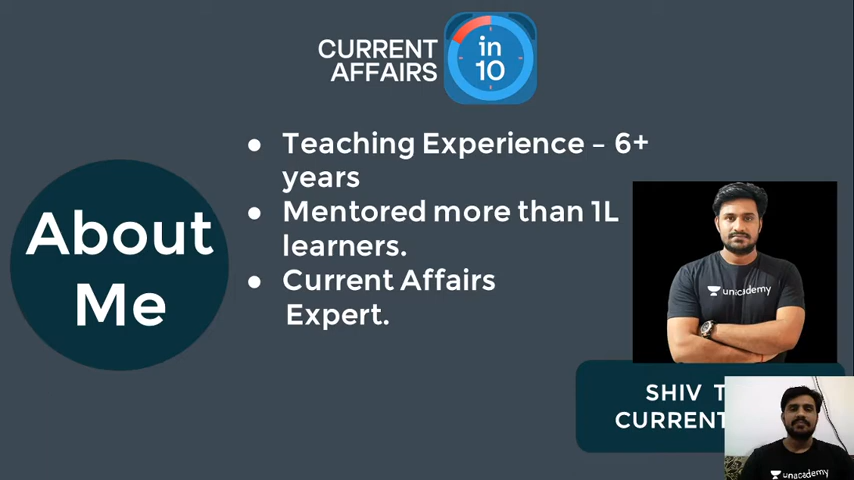 CURRENT
AFFAIRS
in
10
● Teaching Experience – 6+
years
● Mentored more than 1L
learners.
● Current Affairs
Expert.
About
Me
unacademy
SHIV
CURRENT
unacademy